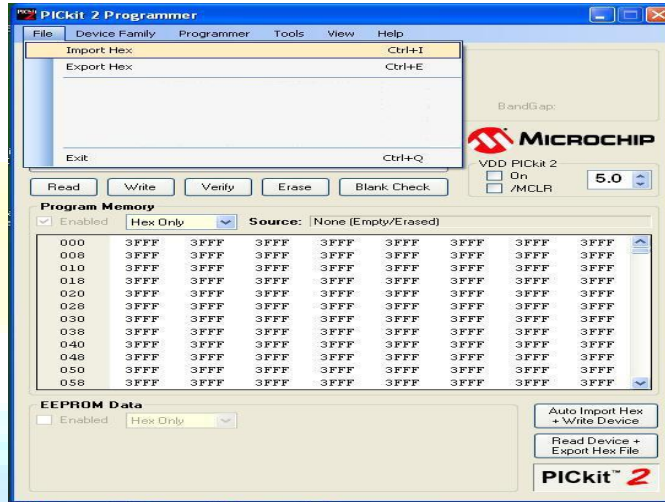 PICkit 2 Programmer
File Device Family Programmer Tools View Help
Import Hex Ctrl+I
Export Hex Ctrl+E
BandGap:
Exit Ctrl+Q
MICROCHIP
VDD PICkit 2
On
/MCLR
5.0
Read Write Verify Erase Blank Check
Program Memory
Enabled Hex Only Source: None (Empty/Erased)
000 3FFF 3FFF 3FFF 3FFF 3FFF 3FFF 3FFF 3FFF
008 3FFF 3FFF 3FFF 3FFF 3FFF 3FFF 3FFF 3FFF
010 3FFF 3FFF 3FFF 3FFF 3FFF 3FFF 3FFF 3FFF
018 3FFF 3FFF 3FFF 3FFF 3FFF 3FFF 3FFF 3FFF
020 3FFF 3FFF 3FFF 3FFF 3FFF 3FFF 3FFF 3FFF
028 3FFF 3FFF 3FFF 3FFF 3FFF 3FFF 3FFF 3FFF
030 3FFF 3FFF 3FFF 3FFF 3FFF 3FFF 3FFF 3FFF
038 3FFF 3FFF 3FFF 3FFF 3FFF 3FFF 3FFF 3FFF
040 3FFF 3FFF 3FFF 3FFF 3FFF 3FFF 3FFF 3FFF
048 3FFF 3FFF 3FFF 3FFF 3FFF 3FFF 3FFF 3FFF
050 3FFF 3FFF 3FFF 3FFF 3FFF 3FFF 3FFF 3FFF
058 3FFF 3FFF 3FFF 3FFF 3FFF 3FFF 3FFF 3FFF
EEPROM Data
Enabled Hex Only
Auto Import Hex
+ Write Device
Read Device +
Export Hex File
PICkit™ 2